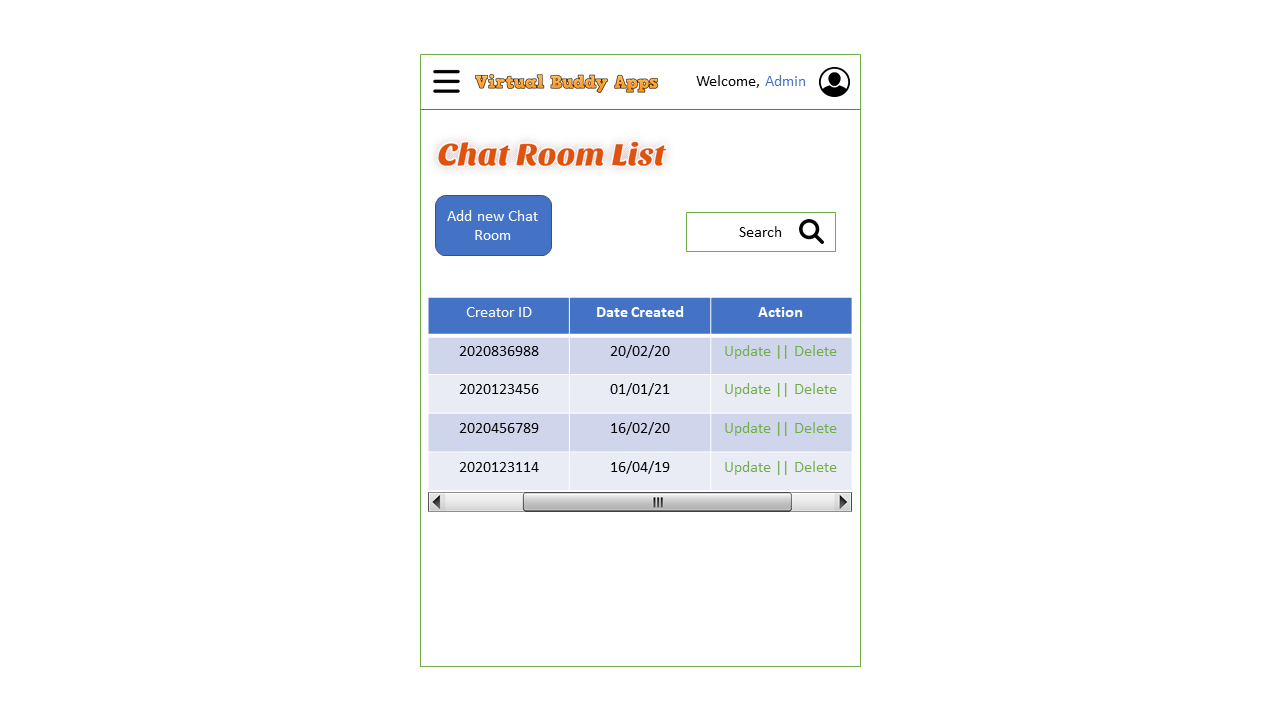 Virtual Buddy Apps
Welcome, Admin
Chat Room List
Add new Chat
Room
Search
Creator ID Date Created Action
2020836988 20/02/20 Update || Delete
2020123456 01/01/21 Update || Delete
2020456789 16/02/20 Update || Delete
2020123114 16/04/19 Update || Delete